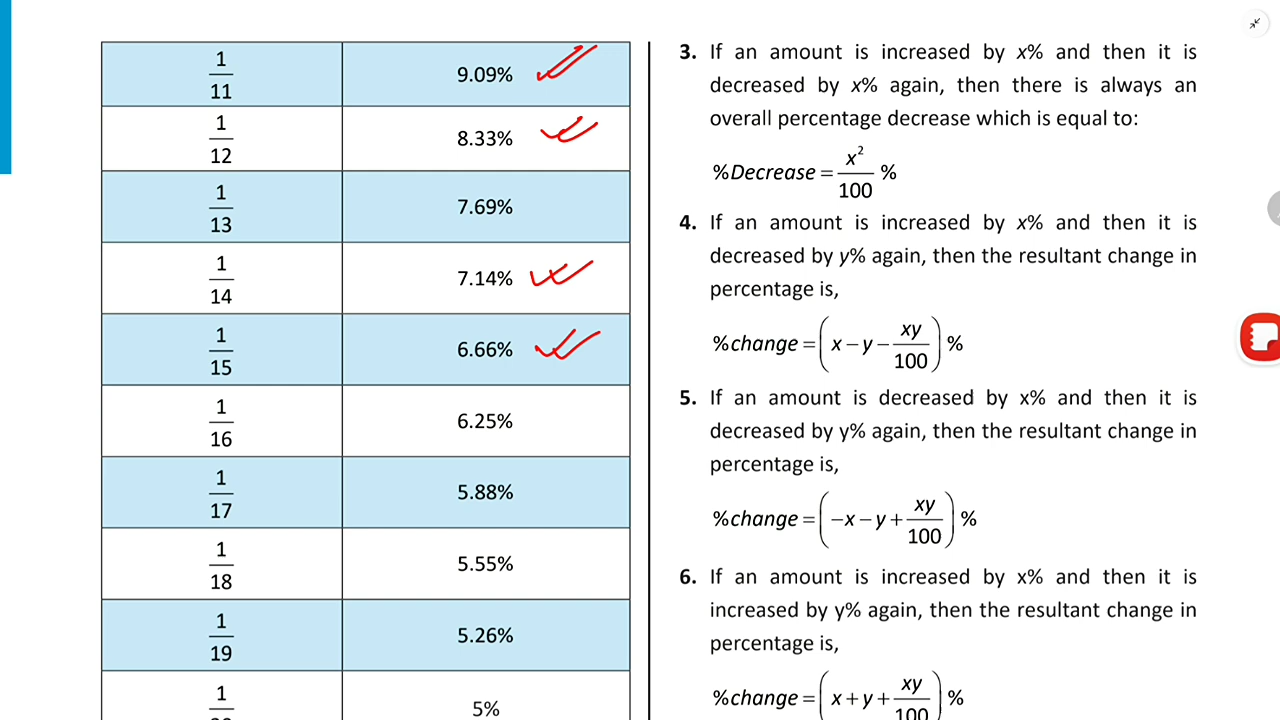 1/11 9.09%
1/12 8.33%
1/13 7.69%
1/14 7.14%
1/15 6.66%
1/16 6.25%
1/17 5.88%
1/18 5.55%
1/19 5.26%
1 5%
3. If an amount is increased by x% and then it is
decreased by x% again, then there is always an
overall percentage decrease which is equal to:
%Decrease = x²/100 %
4. If an amount is increased by x% and then it is
decreased by y% again, then the resultant change in
percentage is,
%change = (x − y − xy/100) %
5. If an amount is decreased by x% and then it is
decreased by y% again, then the resultant change in
percentage is,
%change = (−x − y + xy/100) %
6. If an amount is increased by x% and then it is
increased by y% again, then the resultant change in
percentage is,
%change = (x + y + xy/100) %